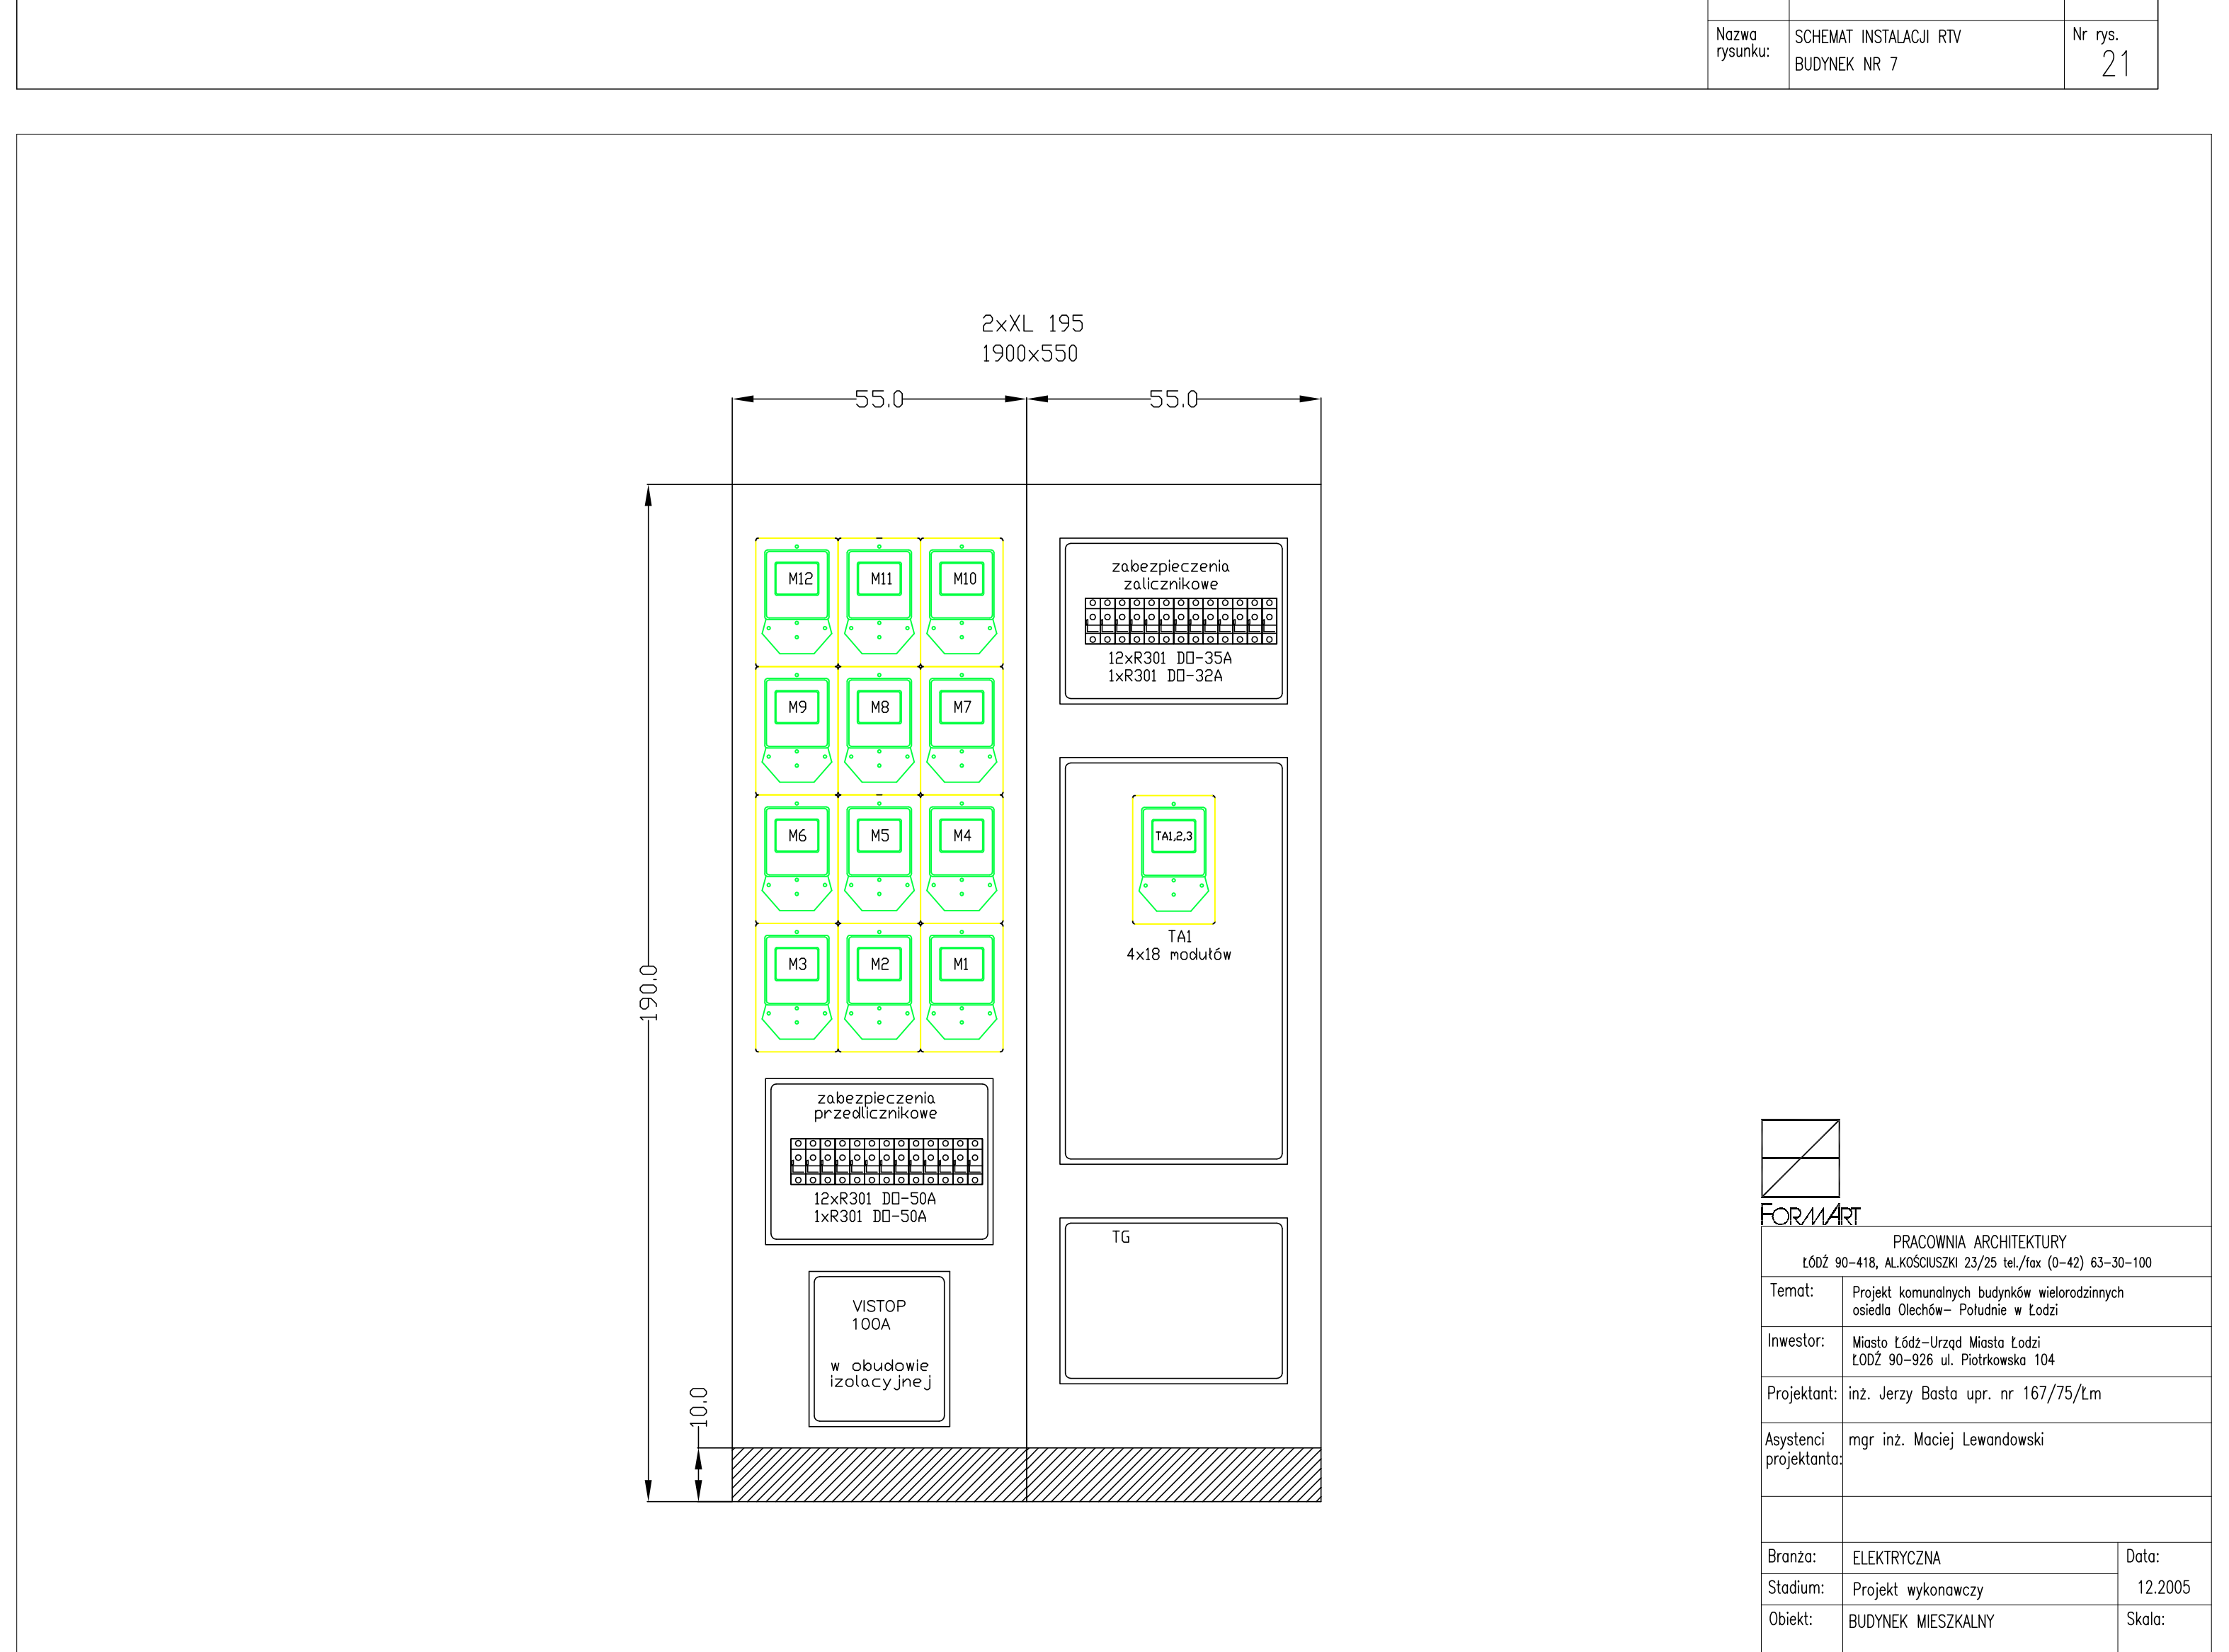 Nazwa
rysunku:
SCHEMAT INSTALACJI RTV
BUDYNEK NR 7
Nr rys.
21
2xXL 195
1900x550
55.0
55.0
190.0
10.0
M12
M11
M10
M9
M8
M7
M6
M5
M4
M3
M2
M1
zabezpieczenia
przedlicznikowe
12xR301 DO-50A
1xR301 DO-50A
VISTOP
100A
w obudowie
izolacyjnej
zabezpieczenia
zalicznikowe
12xR301 DO-35A
1xR301 DO-32A
TA1,2,3
TA1
4x18 modułów
TG
FORMART
PRACOWNIA ARCHITEKTURY
ŁÓDŹ 90-418, AL.KOŚCIUSZKI 23/25 tel./fax (0-42) 63-30-100
Temat:
Projekt komunalnych budynków wielorodzinnych
osiedla Olechów- Południe w Łodzi
Inwestor:
Miasto Łódź-Urząd Miasta Łodzi
ŁODŹ 90-926 ul. Piotrkowska 104
Projektant:
inż. Jerzy Basta upr. nr 167/75/Łm
Asystenci
projektanta:
mgr inż. Maciej Lewandowski
Branża:
ELEKTRYCZNA
Data:
Stadium:
Projekt wykonawczy
12.2005
Obiekt:
BUDYNEK MIESZKALNY
Skala: